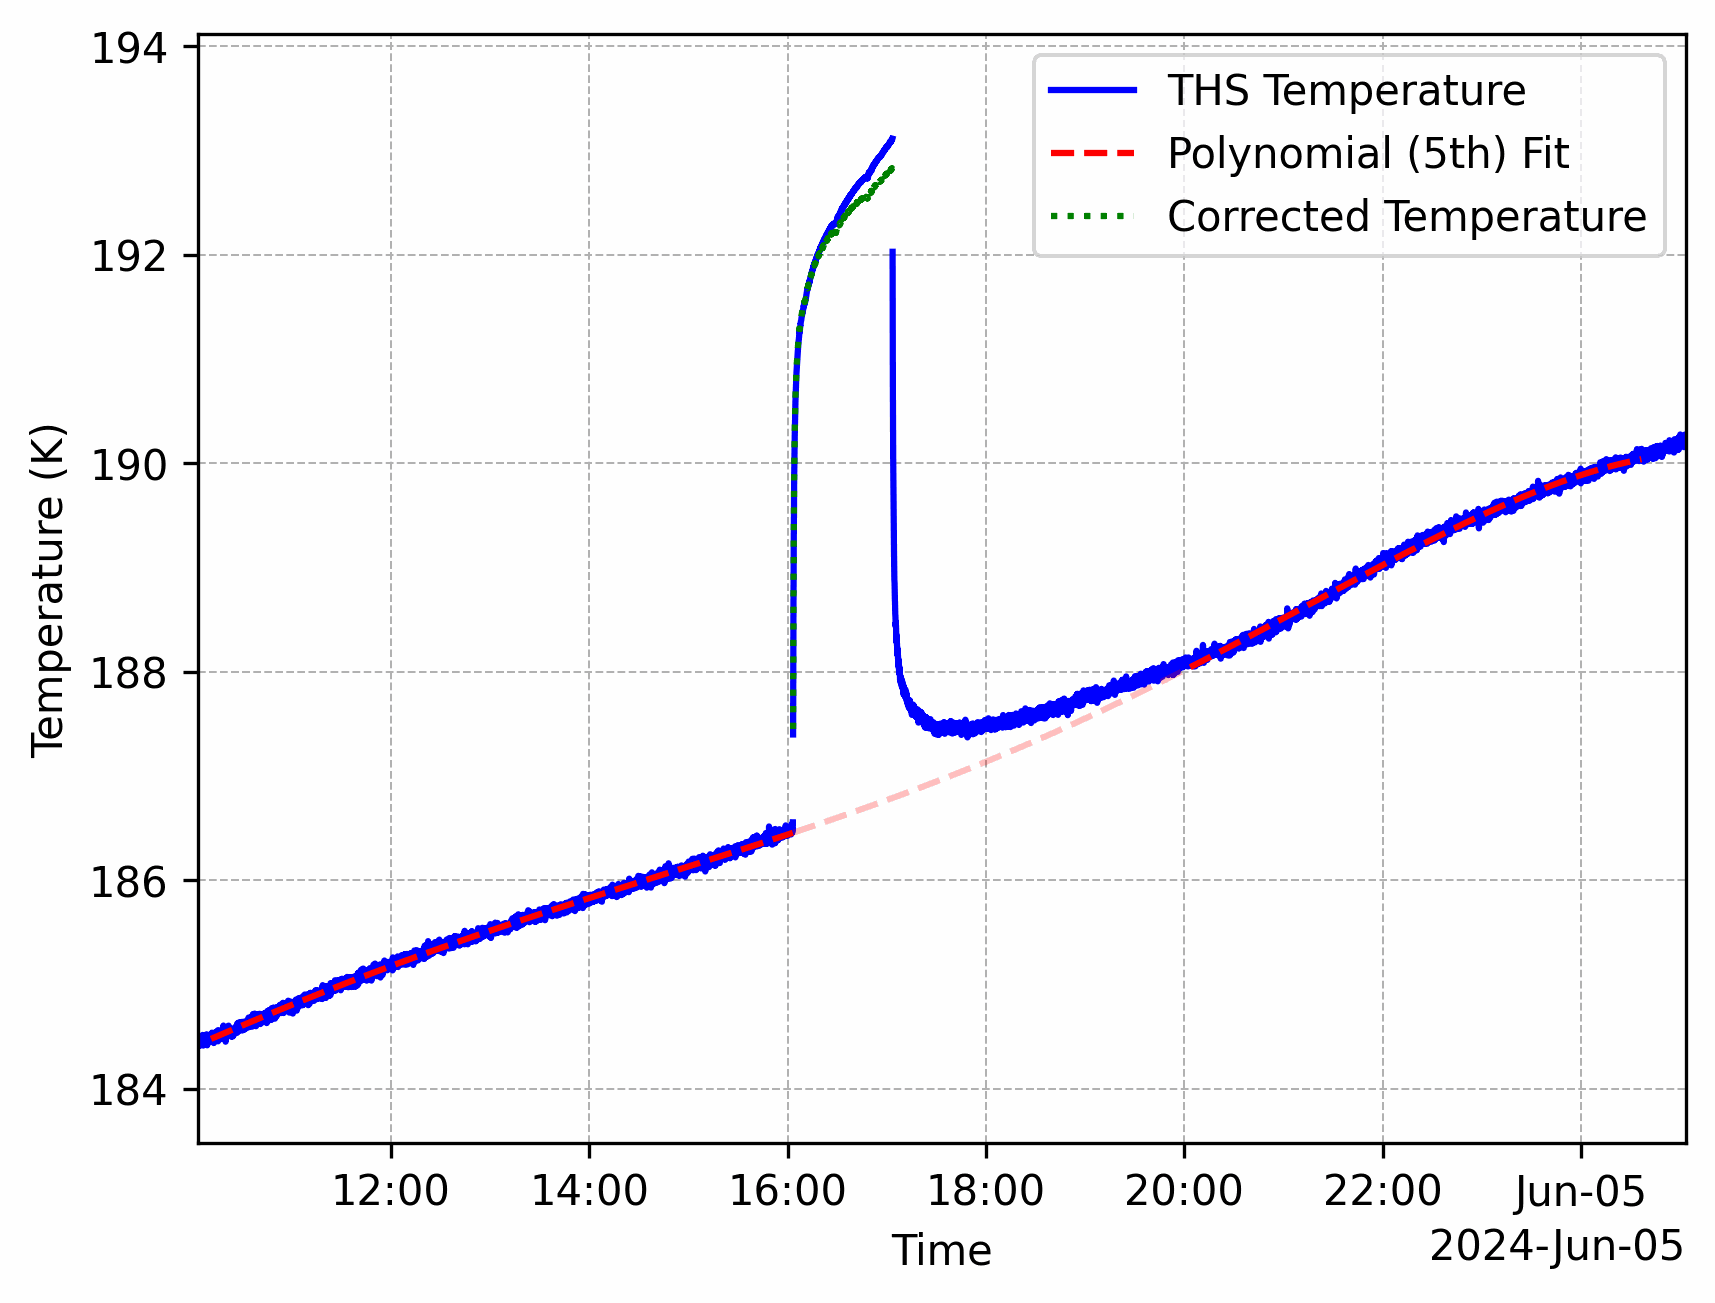 194
192
190
188
186
184
Temperature (K)
THS Temperature
Polynomial (5th) Fit
Corrected Temperature
12:00 14:00 16:00 18:00 20:00 22:00 Jun-05
2024-Jun-05
Time